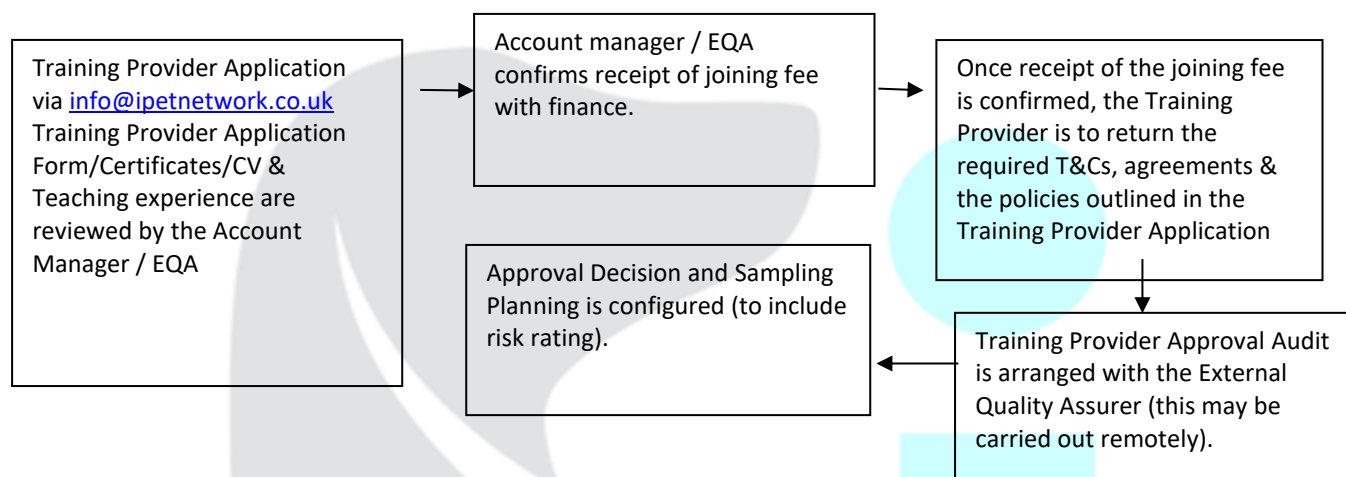 Training Provider Application
via info@ipetnetwork.co.uk
Training Provider Application
Form/Certificates/CV &
Teaching experience are
reviewed by the Account
Manager / EQA
Account manager / EQA
confirms receipt of joining fee
with finance.
Once receipt of the joining fee
is confirmed, the Training
Provider is to return the
required T&Cs, agreements &
the policies outlined in the
Training Provider Application
Training Provider Approval Audit
is arranged with the External
Quality Assurer (this may be
carried out remotely).
Approval Decision and Sampling
Planning is configured (to include
risk rating).